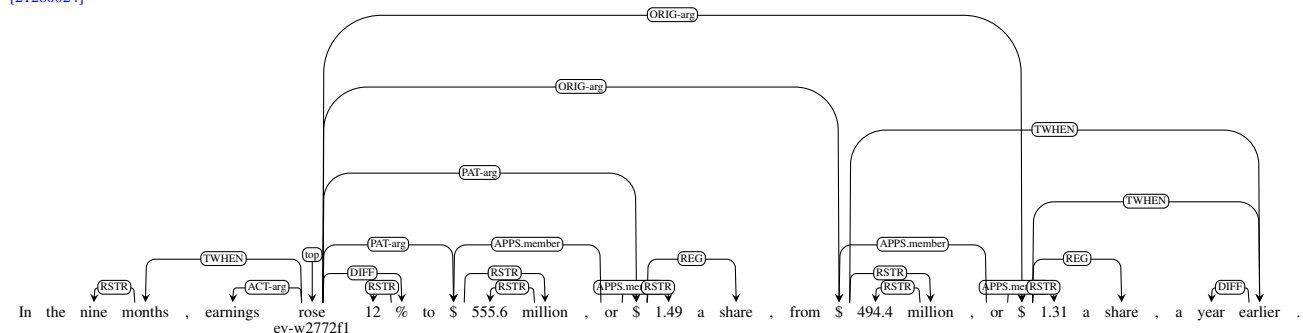 ORIG-arg
ORIG-arg
TWHEN
PAT-arg
TWHEN
PAT-arg APPS.member APPS.member
TWHEN top REG REG
DIFF RSTR RSTR
RSTR ACT-arg RSTR RSTR RSTR RSTR RSTR DIFF
In the nine months , earnings rose 12 % to $ 555.6 million , or $ 1.49 a share , from $ 494.4 million , or $ 1.31 a share , a year earlier .
ev-w2772f1